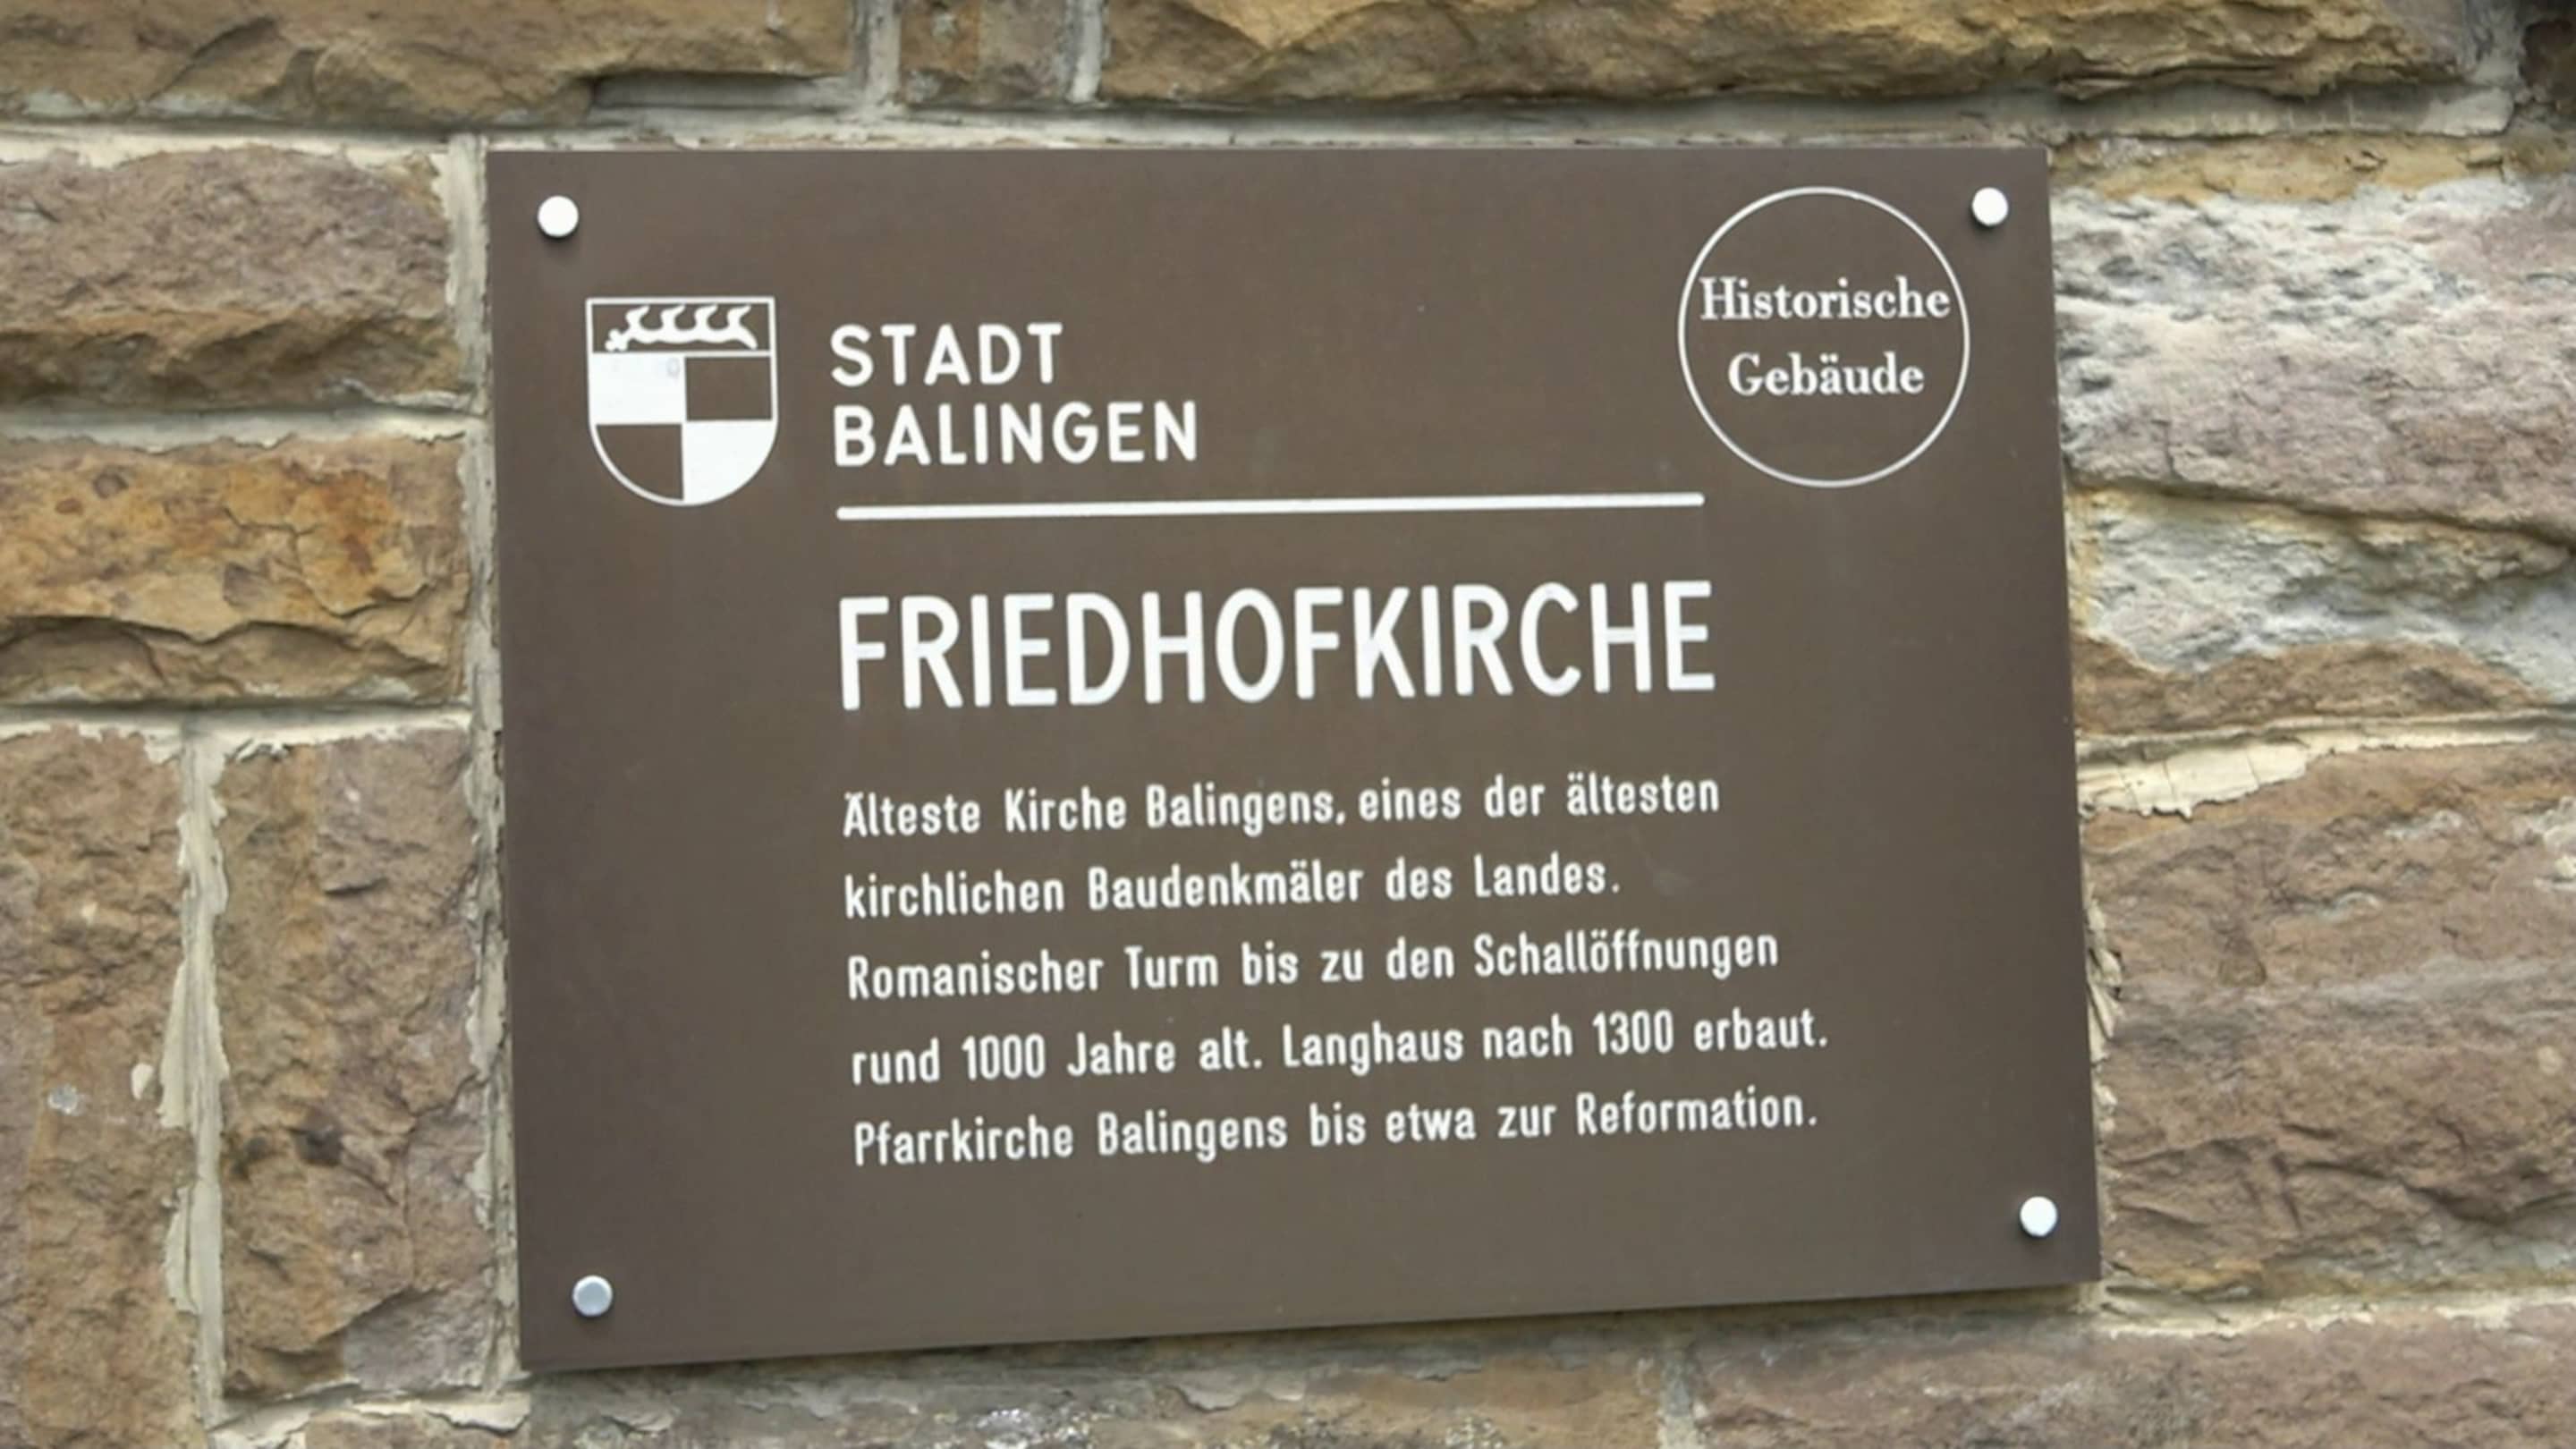 STADT
BALINGEN
Historische
Gebäude
FRIEDHOFKIRCHE
Älteste Kirche Balingens, eines der ältesten
kirchlichen Baudenkmäler des Landes.
Romanischer Turm bis zu den Schallöffnungen
rund 1000 Jahre alt. Langhaus nach 1300 erbaut.
Pfarrkirche Balingens bis etwa zur Reformation.